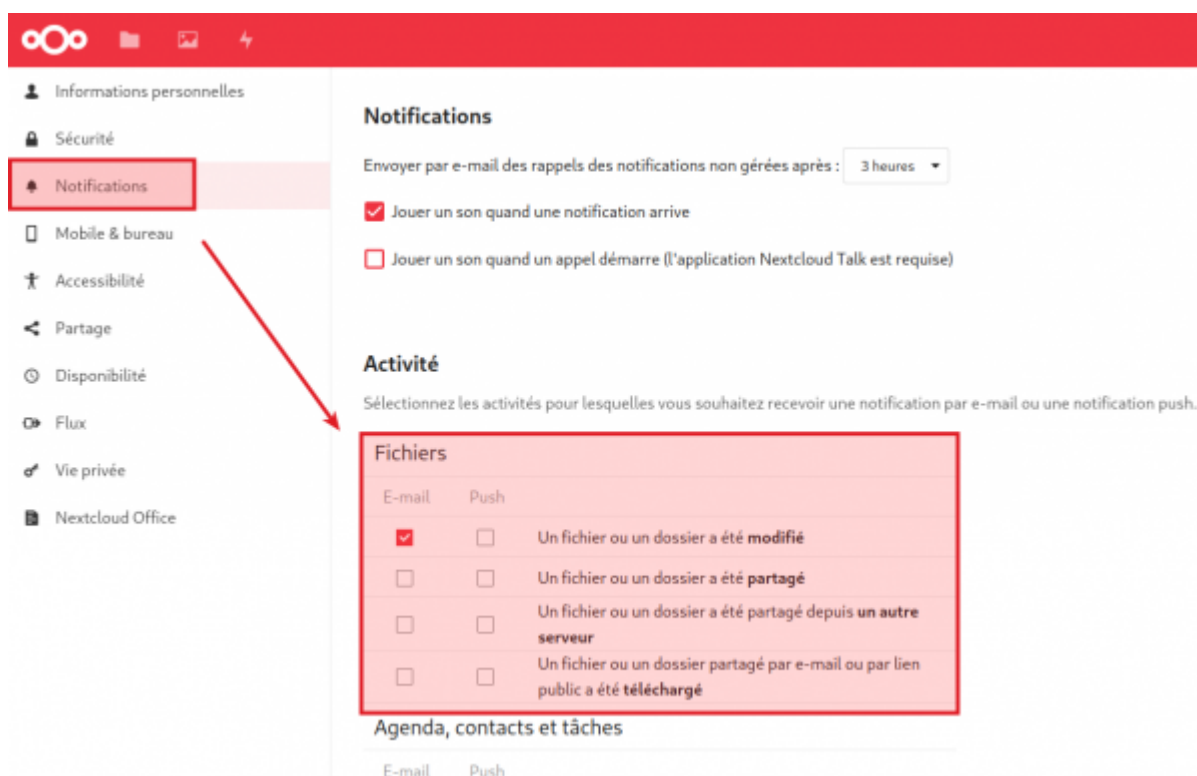 Informations personnelles
Sécurité
Notifications
Mobile & bureau
Accessibilité
Partage
Disponibilité
Flux
Vie privée
Nextcloud Office
Notifications
Envoyer par e-mail des rappels des notifications non gérées après : 3 heures
Jouer un son quand une notification arrive
Jouer un son quand un appel démarre (l'application Nextcloud Talk est requise)
Activité
Sélectionnez les activités pour lesquelles vous souhaitez recevoir une notification par e-mail ou une notification push.
Fichiers
E-mail Push
Un fichier ou un dossier a été modifié
Un fichier ou un dossier a été partagé
Un fichier ou un dossier a été partagé depuis un autre
serveur
Un fichier ou un dossier partagé par e-mail ou par lien
public a été téléchargé
Agenda, contacts et tâches
E-mail Push